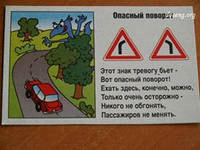 Опасный поворот
Этот знак тревогу бьет -
Вот опасный поворот!
Ехать здесь, конечно, можно,
Только очень осторожно -
Никого не обгонять,
Пассажиров не менять.